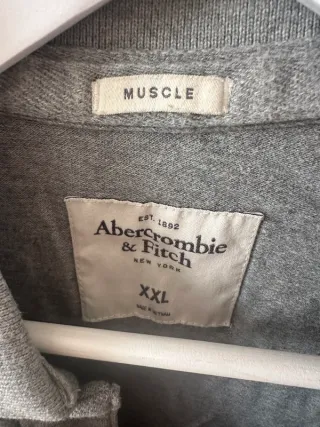 MUSCLE
EST. 1892
Abercrombie
& Fitch
NEW YORK
XXL